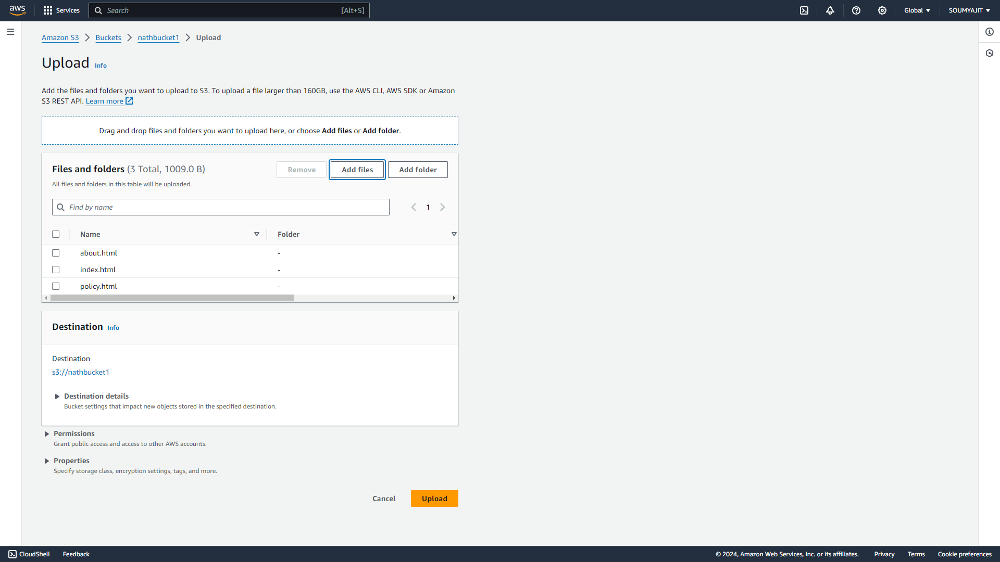 aws
Services
Search
[Alt+S]
Global
SOUMYAJIT
Amazon S3
Buckets
nathbucket1
Upload
Upload Info
Add the files and folders you want to upload to S3. To upload a file larger than 160GB, use the AWS CLI, AWS SDK or Amazon
S3 REST API. Learn more
Drag and drop files and folders you want to upload here, or choose Add files or Add folder.
Files and folders (3 Total, 1009.0 B)
Remove
Add files
Add folder
All files and folders in this table will be uploaded.
Find by name
1
Name
Folder
about.html
-
index.html
-
policy.html
-
Destination Info
Destination
s3://nathbucket1
Destination details
Bucket settings that impact new objects stored in the specified destination.
Permissions
Grant public access and access to other AWS accounts.
Properties
Specify storage class, encryption settings, tags, and more.
Cancel
Upload
CloudShell
Feedback
© 2024, Amazon Web Services, Inc. or its affiliates.
Privacy
Terms
Cookie preferences